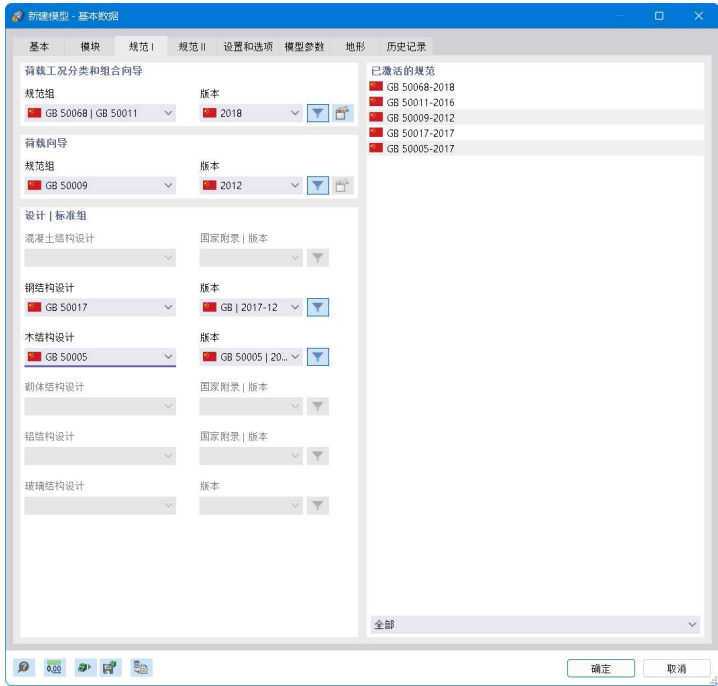 新建模型 - 基本数据
基本 模块 规范 I 规范 II 设置和选项 模型参数 地形 历史记录
荷载工况分类和组合向导
规范组 版本
GB 50068 | GB 50011 2018
荷载向导
规范组 版本
GB 50009 2012
设计 | 标准组
混凝土结构设计 国家附录 | 版本
钢结构设计 版本
GB 50017 GB | 2017-12
木结构设计 版本
GB 50005 GB 50005 | 20...
砌体结构设计 国家附录 | 版本
铝结构设计 国家附录 | 版本
玻璃结构设计 版本
已激活的规范
GB 50068-2018
GB 50011-2016
GB 50009-2012
GB 50017-2017
GB 50005-2017
全部
0,00
确定 取消